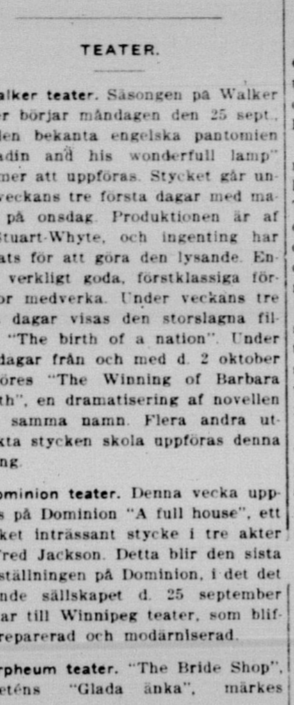 TEATER.
alker teater. Säsongen på Walker
er börjar måndagen den 25 sept.,
den bekanta engelska pantomien
adin and his wonderfull lamp"
mer att uppföras. Stycket går un-
veckans tre första dagar med ma-
på onsdag. Produktionen är af
Stuart-Whyte, och ingenting har
ats för att göra den lysande. En-
verkligt goda, förstklassiga för-
or medverka. Under veckans tre
dagar visas den storslagna fil-
"The birth of a nation". Under
dagar från och med d. 2 oktober
föres "The Winning of Barbara
th", en dramatisering af novellen
samma namn. Flera andra ut-
kta stycken skola uppföras denna
ng.
ominion teater. Denna vecka upp-
s på Dominion "A full house", ett
ket inträssant stycke i tre akter
fred Jackson. Detta blir den sista
ställningen på Dominion, i det det
nde sällskapet d. 25 september
ar till Winnipeg teater, som blif-
reparerad och modärniserad.
rpheum teater. "The Bride Shop",
eténs "Glada änka", märkes